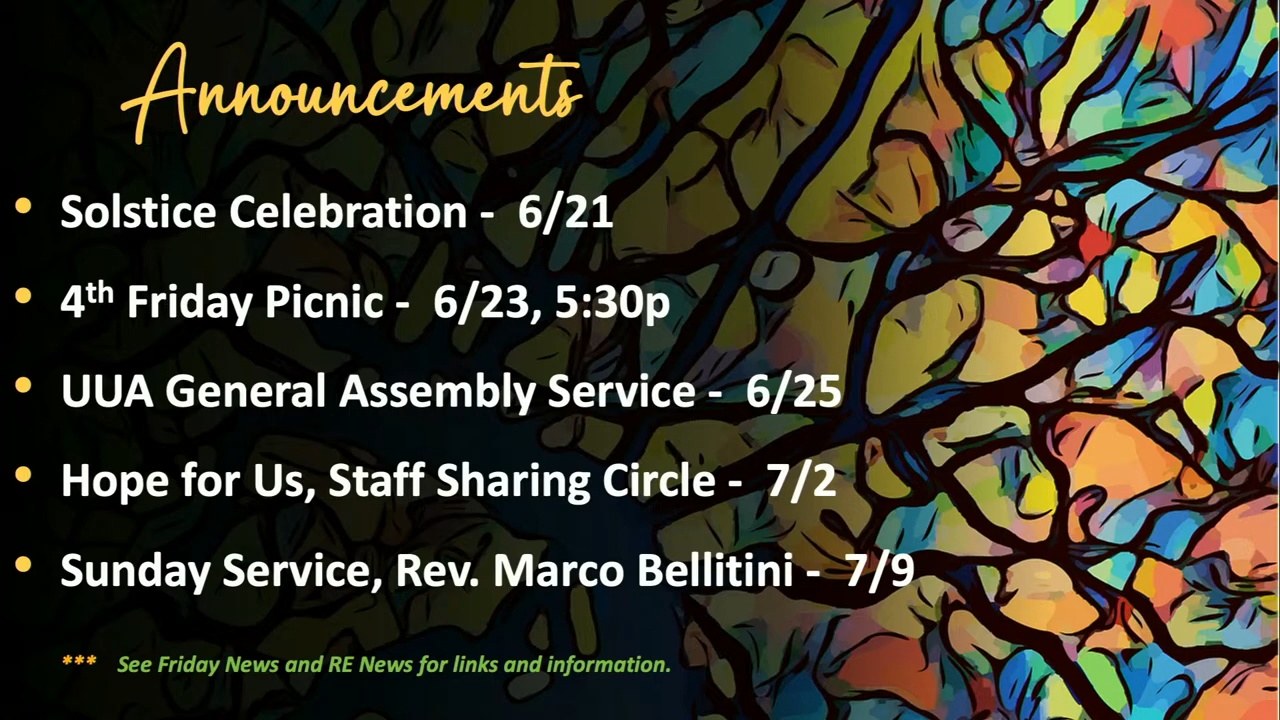 Announcements
• Solstice Celebration - 6/21
• 4th Friday Picnic - 6/23, 5:30p
• UUA General Assembly Service - 6/25
• Hope for Us, Staff Sharing Circle - 7/2
• Sunday Service, Rev. Marco Bellitini - 7/9
*** See Friday News and RE News for links and information.